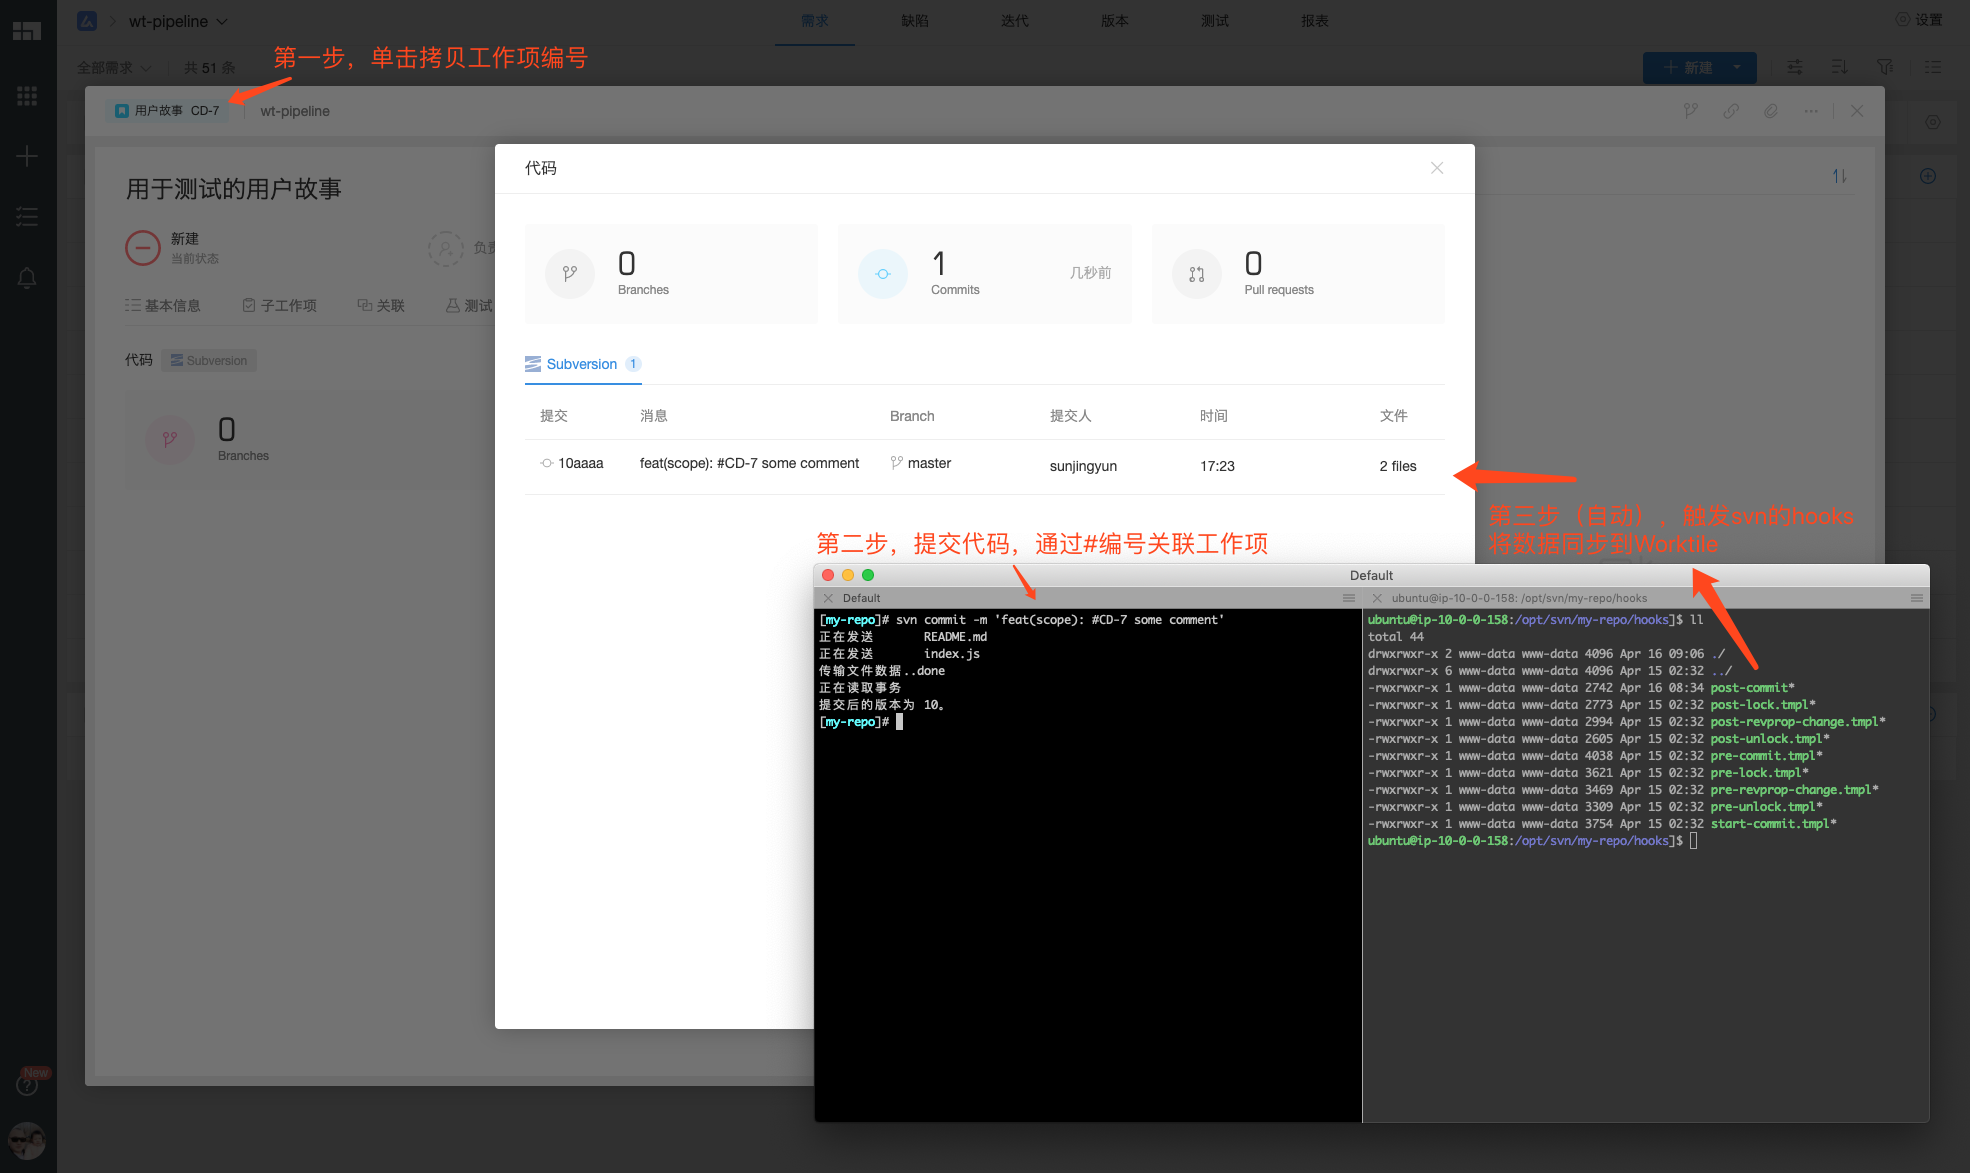 wt-pipeline
需求
缺陷
迭代
版本
测试
报表
设置
全部需求
共 51 条
第一步，单击拷贝工作项编号
新建
用户故事 CD-7
wt-pipeline
用于测试的用户故事
新建
当前状态
负责
基本信息
子工作项
关联
测试
代码
Subversion
0
Branches
代码
0
Branches
1
Commits
几秒前
0
Pull requests
Subversion 1
提交 消息 Branch 提交人 时间 文件
10aaaa feat(scope): #CD-7 some comment master sunjingyun 17:23 2 files
第三步（自动），触发svn的hooks
将数据同步到Worktile
第二步，提交代码，通过#编号关联工作项
Default
Default
[my-repo]# svn commit -m 'feat(scope): #CD-7 some comment'
正在发送 README.md
正在发送 index.js
传输文件数据..done
正在读取事务
提交后的版本为 10。
[my-repo]#
ubuntu@ip-10-0-0-158: /opt/svn/my-repo/hooks
ubuntu@ip-10-0-0-158:/opt/svn/my-repo/hooks]$ ll
total 44
drwxrwxr-x 2 www-data www-data 4096 Apr 16 09:06 ./
drwxrwxr-x 6 www-data www-data 4096 Apr 15 02:32 ../
-rwxrwxr-x 1 www-data www-data 2742 Apr 16 08:34 post-commit*
-rwxrwxr-x 1 www-data www-data 2773 Apr 15 02:32 post-lock.tmpl*
-rwxrwxr-x 1 www-data www-data 2994 Apr 15 02:32 post-revprop-change.tmpl*
-rwxrwxr-x 1 www-data www-data 2605 Apr 15 02:32 post-unlock.tmpl*
-rwxrwxr-x 1 www-data www-data 4038 Apr 15 02:32 pre-commit.tmpl*
-rwxrwxr-x 1 www-data www-data 3621 Apr 15 02:32 pre-lock.tmpl*
-rwxrwxr-x 1 www-data www-data 3469 Apr 15 02:32 pre-revprop-change.tmpl*
-rwxrwxr-x 1 www-data www-data 3309 Apr 15 02:32 pre-unlock.tmpl*
-rwxrwxr-x 1 www-data www-data 3754 Apr 15 02:32 start-commit.tmpl*
ubuntu@ip-10-0-0-158:/opt/svn/my-repo/hooks]$
New